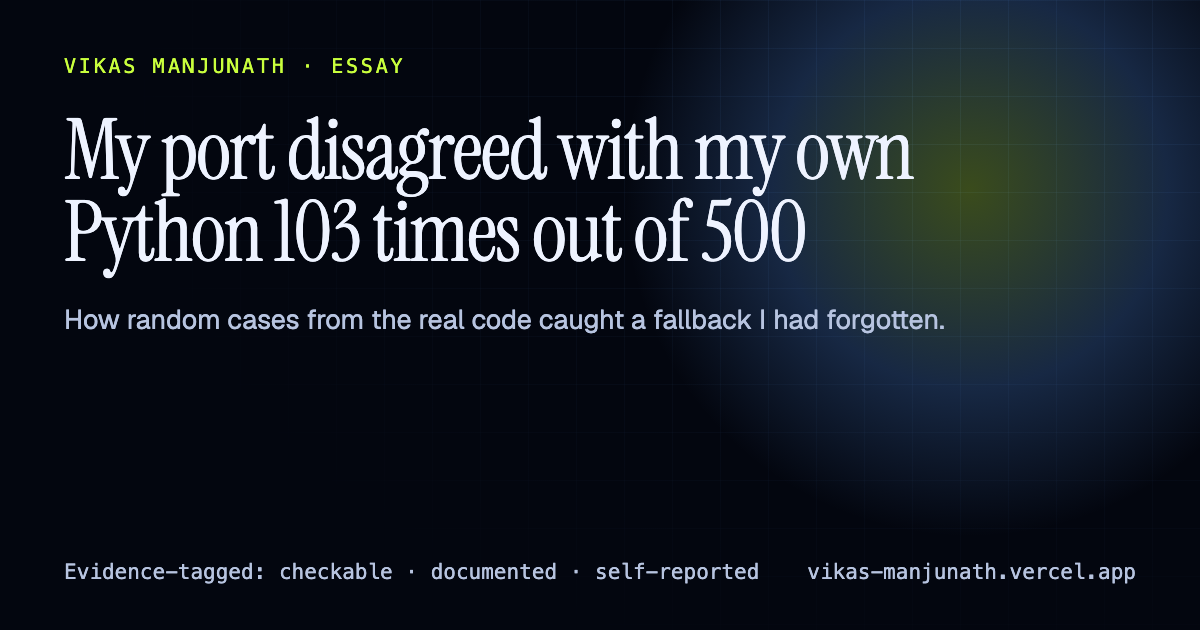 VIKAS MANJUNATH · ESSAY
My port disagreed with my own
Python 103 times out of 500
How random cases from the real code caught a fallback I had forgotten.
Evidence-tagged: checkable · documented · self-reported
vikas-manjunath.vercel.app